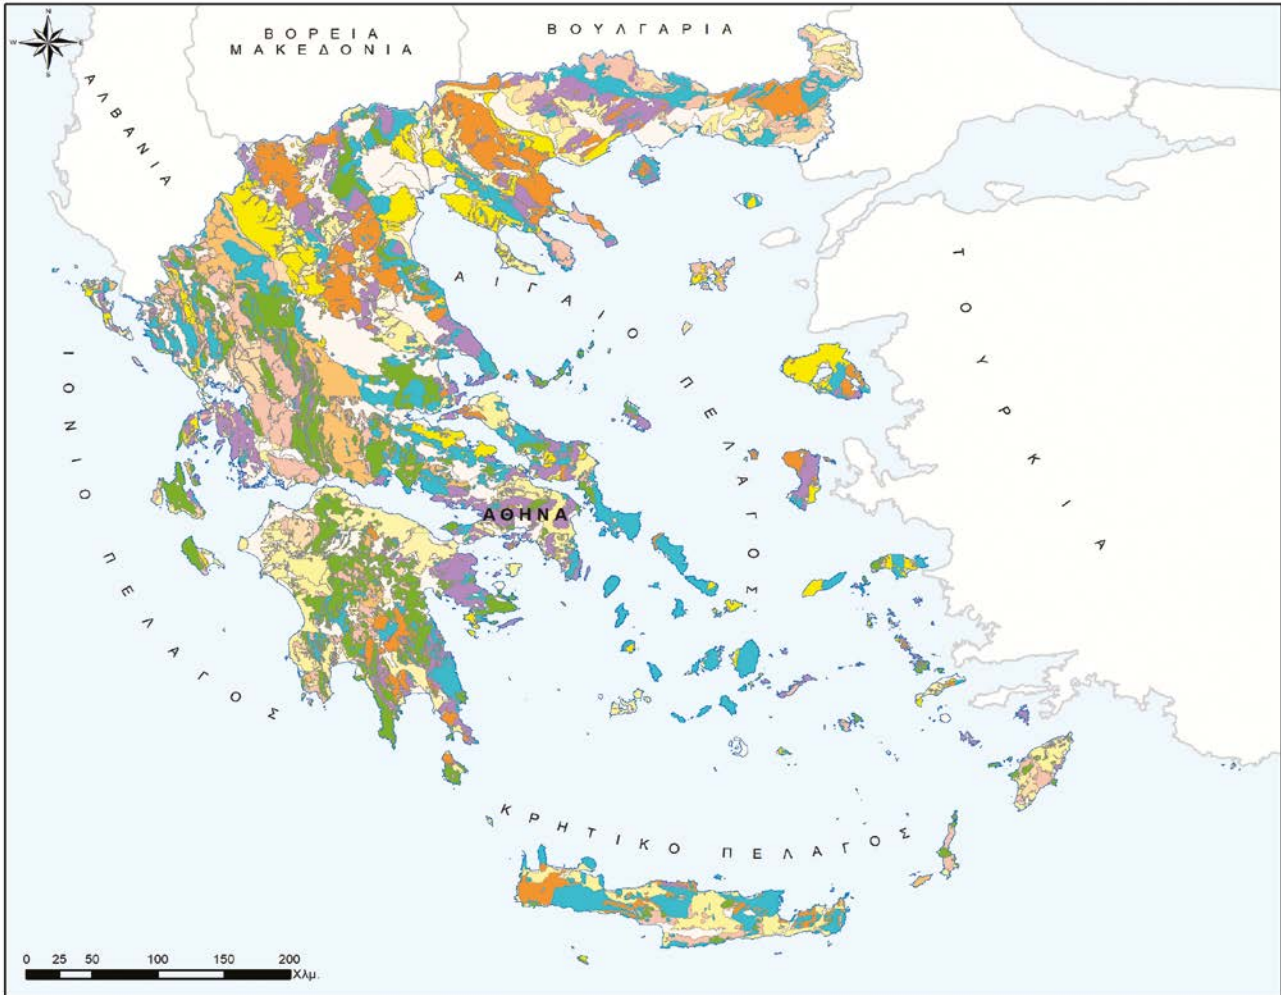 N
W E
S
ΒΟΡΕΙΑ
ΜΑΚΕΔΟΝΙΑ
ΒΟΥΛΓΑΡΙΑ
ΑΛΒΑΝΙΑ
ΤΟΥΡΚΙΑ
ΑΙΓΑΙΟ ΠΕΛΑΓΟΣ
ΙΟΝΙΟ ΠΕΛΑΓΟΣ
ΑΘΗΝΑ
ΚΡΗΤΙΚΟ ΠΕΛΑΓΟΣ
0 25 50 100 150 200
Χλμ.